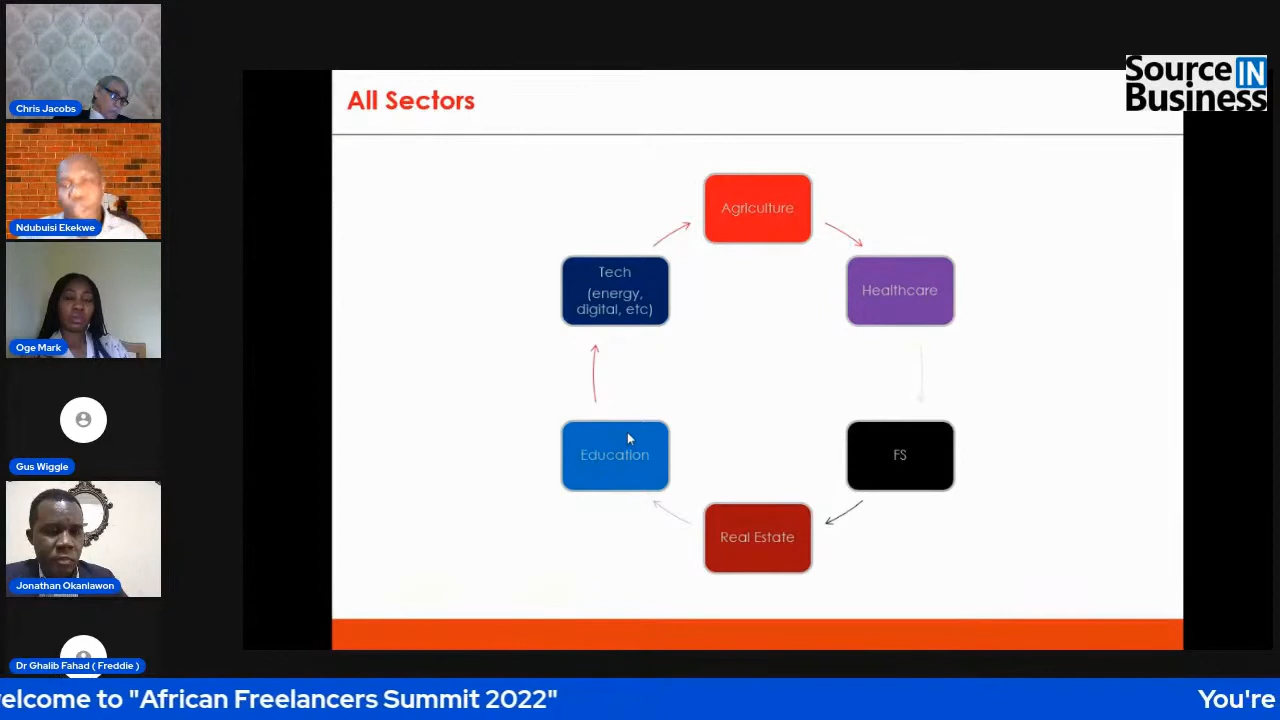 Chris Jacobs
Ndubuisi Ekekwe
Oge Mark
Gus Wiggle
Jonathan Okanlawon
Dr Ghalib Fahad ( Freddie )
Source IN
Business
All Sectors
Agriculture
Healthcare
FS
Real Estate
Education
Tech
(energy,
digital, etc)
elcome to "African Freelancers Summit 2022"
You're